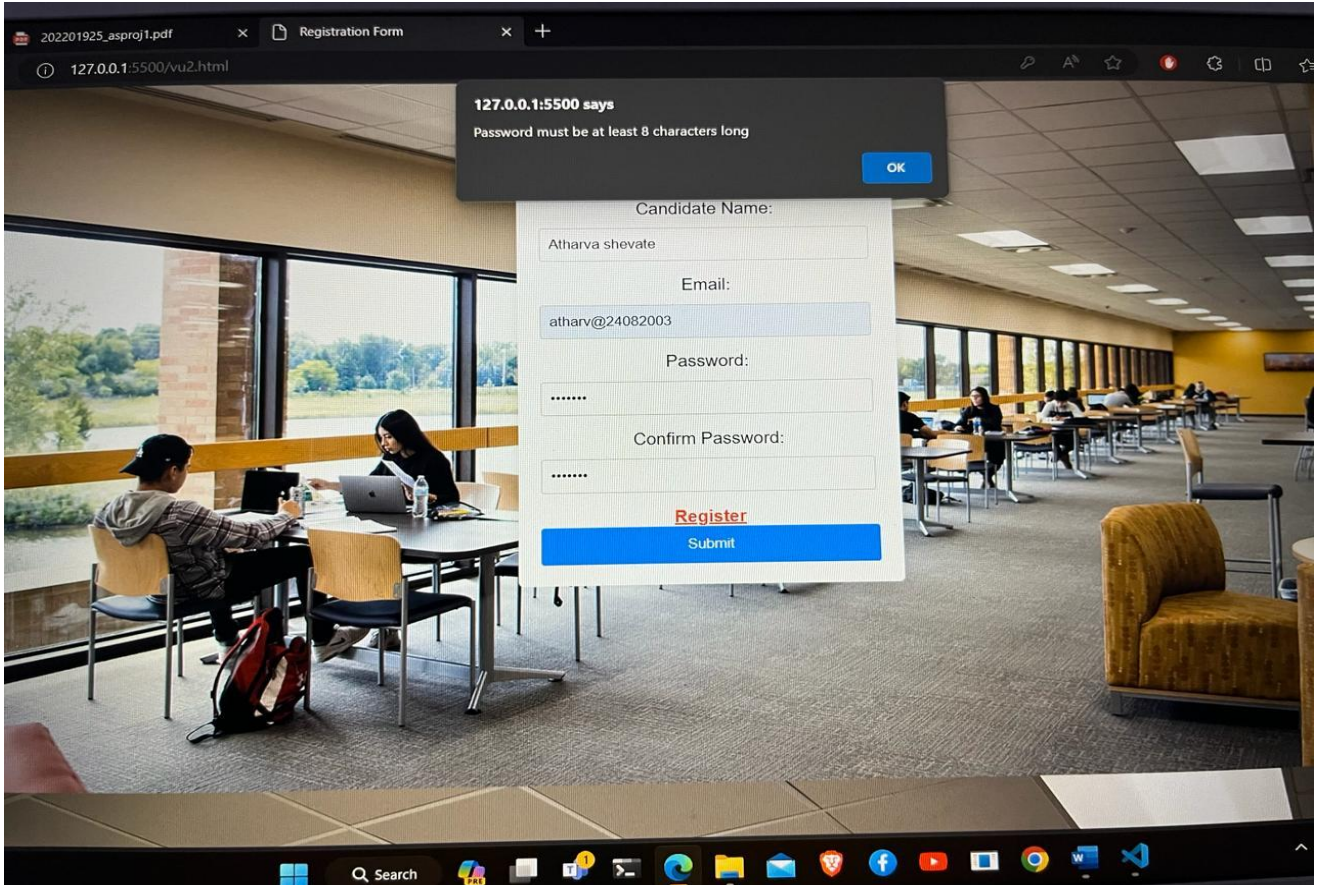 202201925_asproj1.pdf
Registration Form
127.0.0.1:5500/vu2.html
127.0.0.1:5500 says
Password must be at least 8 characters long
OK
Candidate Name:
Atharva shevate
Email:
atharv@24082003
Password:
•••••••
Confirm Password:
•••••••
Register
Submit
Search
PRE
1